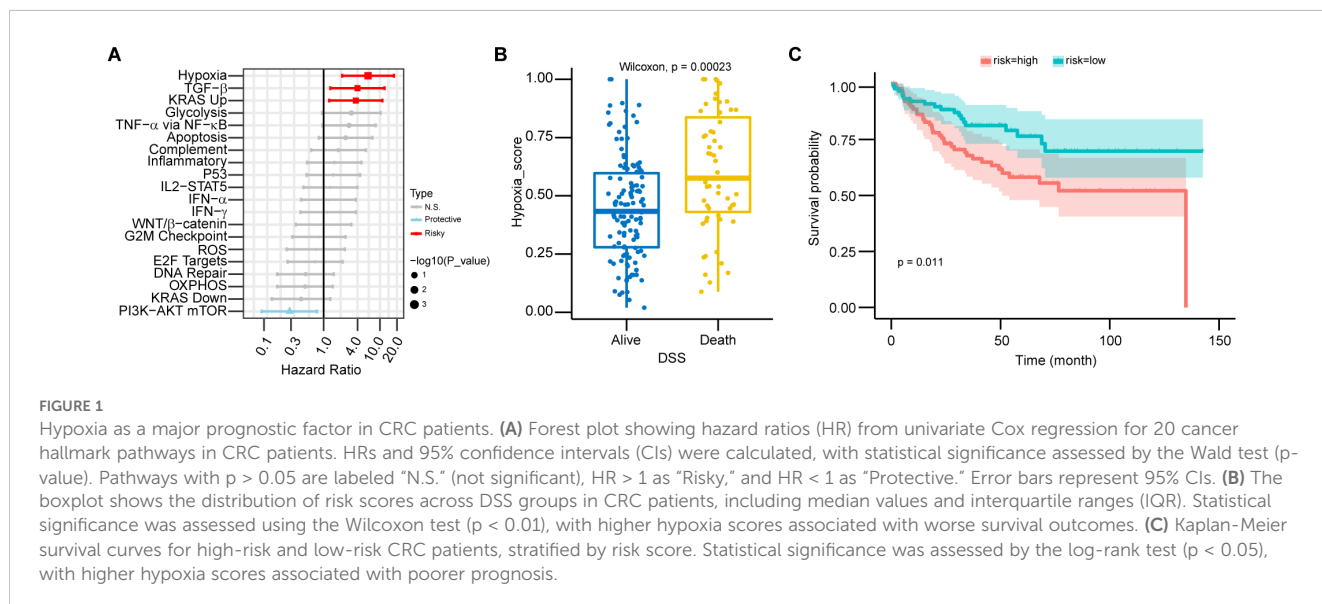 A
Hypoxia
TGF−β
KRAS Up
Glycolysis
TNF−α via NF−κB
Apoptosis
Complement
Inflammatory
P53
IL2−STAT5
IFN−α
IFN−γ
WNT/β−catenin
G2M Checkpoint
ROS
E2F Targets
DNA Repair
OXPHOS
KRAS Down
PI3K−AKT mTOR
0.1
0.3
1.0
4.0
10.0
20.0
Hazard Ratio
Type
N.S.
Protective
Risky
−log10(P_value)
1
2
3
B
Wilcoxon, p = 0.00023
1.00
0.75
0.50
0.25
0.00
Hypoxia_score
Alive
Death
DSS
C
risk=high
risk=low
1.00
0.75
0.50
0.25
0.00
Survival probability
p = 0.011
0
50
100
150
Time (month)
FIGURE 1
Hypoxia as a major prognostic factor in CRC patients. (A) Forest plot showing hazard ratios (HR) from univariate Cox regression for 20 cancer
hallmark pathways in CRC patients. HRs and 95% confidence intervals (CIs) were calculated, with statistical significance assessed by the Wald test (p-
value). Pathways with p > 0.05 are labeled “N.S.” (not significant), HR > 1 as “Risky,” and HR < 1 as “Protective.” Error bars represent 95% CIs. (B) The
boxplot shows the distribution of risk scores across DSS groups in CRC patients, including median values and interquartile ranges (IQR). Statistical
significance was assessed using the Wilcoxon test (p < 0.01), with higher hypoxia scores associated with worse survival outcomes. (C) Kaplan-Meier
survival curves for high-risk and low-risk CRC patients, stratified by risk score. Statistical significance was assessed by the log-rank test (p < 0.05),
with higher hypoxia scores associated with poorer prognosis.